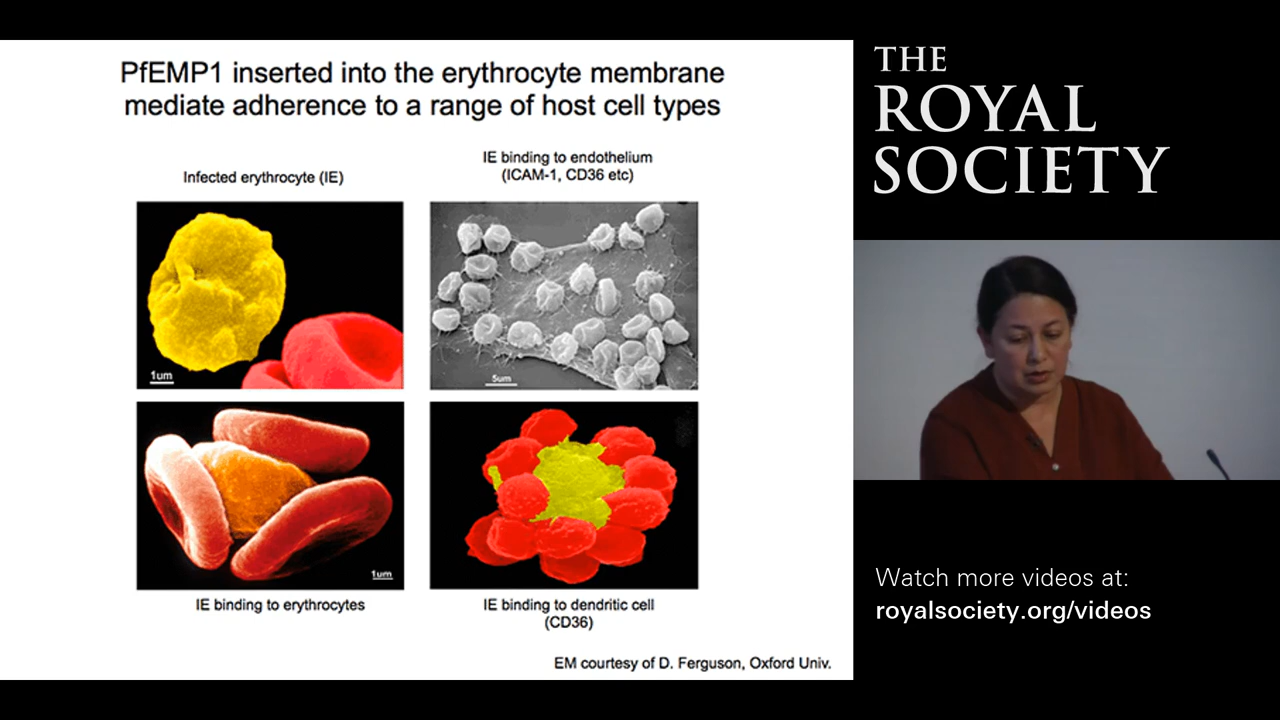 PfEMP1 inserted into the erythrocyte membrane
mediate adherence to a range of host cell types
Infected erythrocyte (IE)
IE binding to endothelium
(ICAM-1, CD36 etc)
1um
5um
1um
IE binding to erythrocytes
IE binding to dendritic cell
(CD36)
EM courtesy of D. Ferguson, Oxford Univ.
THE
ROYAL
SOCIETY
Watch more videos at:
royalsociety.org/videos